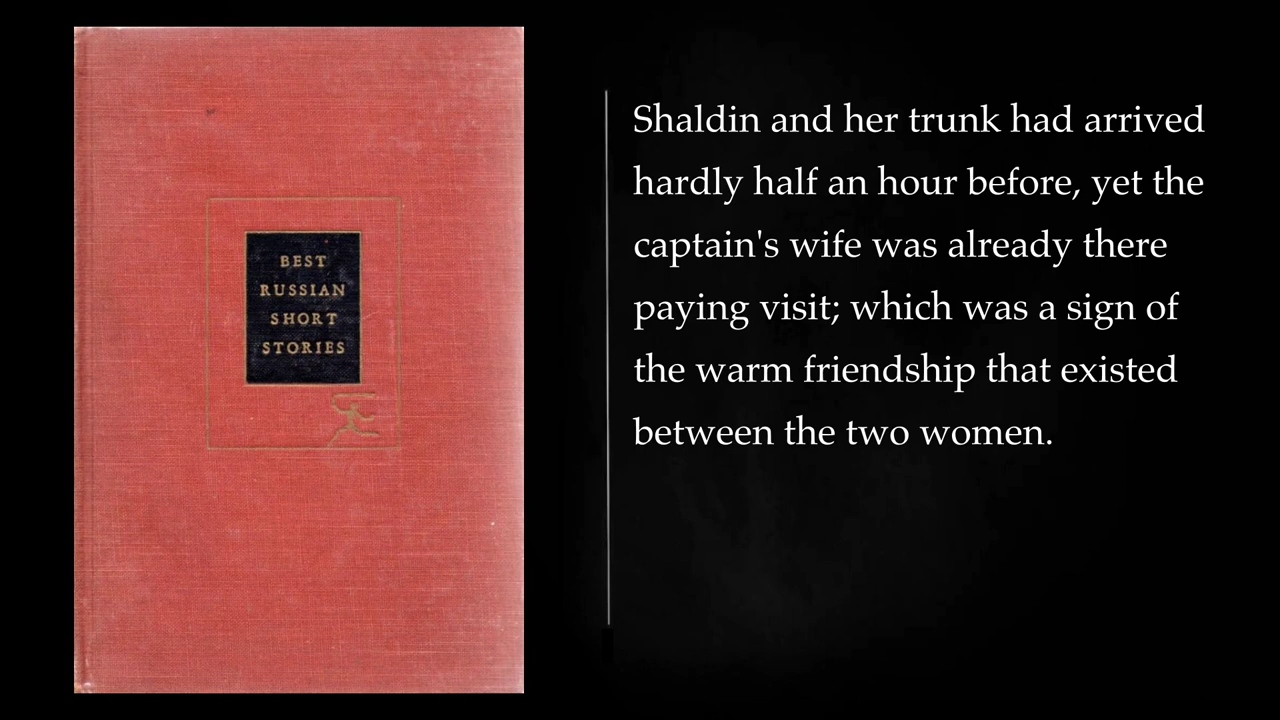 BEST
RUSSIAN
SHORT
STORIES
Shaldin and her trunk had arrived
hardly half an hour before, yet the
captain's wife was already there
paying visit; which was a sign of
the warm friendship that existed
between the two women.